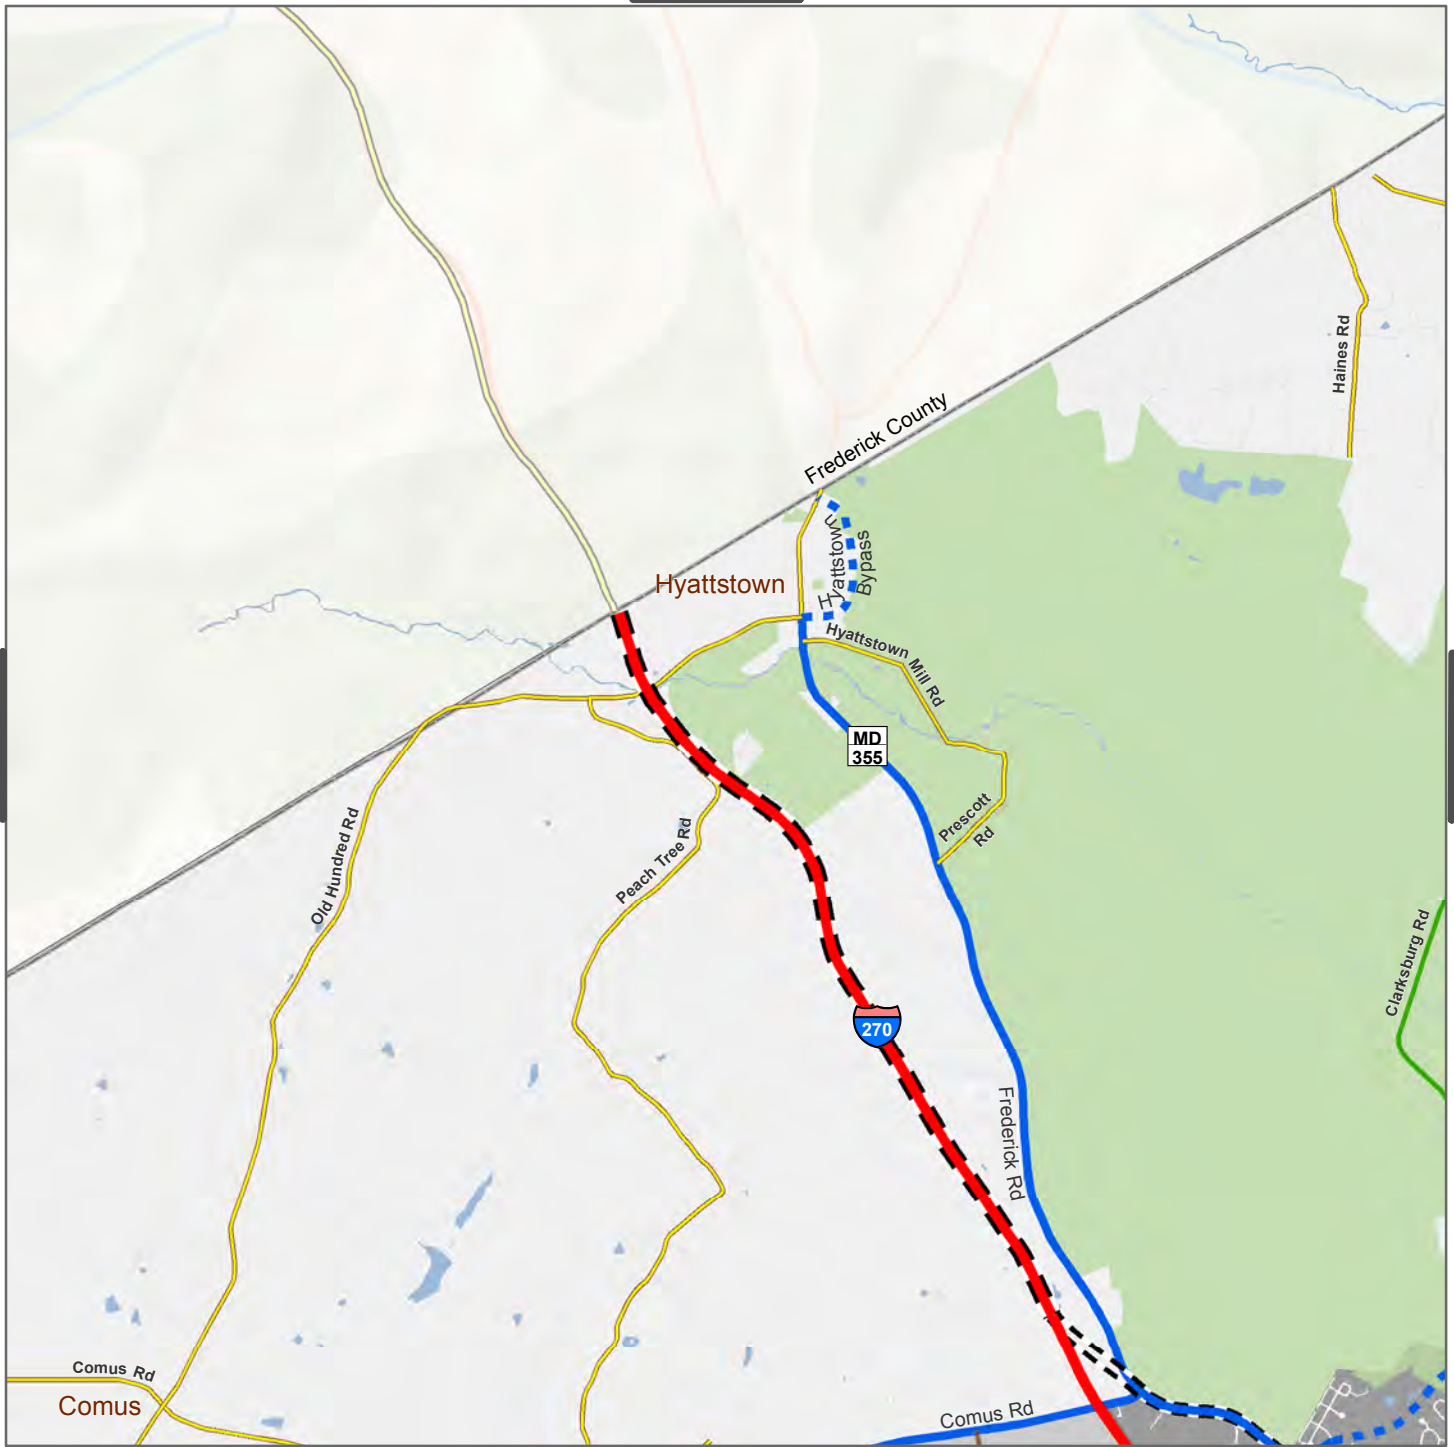 Haines Rd
Frederick County
Hyattstown
Bypass
Hyattstown
Hyattstown Mill Rd
MD
355
Prescott
Rd
Old Hundred Rd
Peach Tree Rd
Clarksburg Rd
270
Frederick Rd
Comus Rd
Comus
Comus Rd